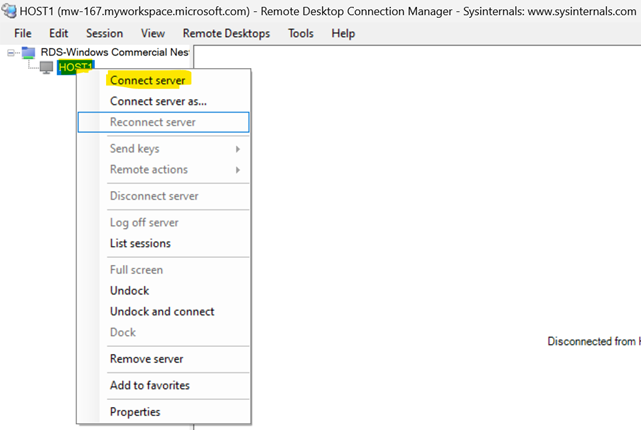 HOST1 (mw-167.myworkspace.microsoft.com) - Remote Desktop Connection Manager - Sysinternals: www.sysinternals.com
File Edit Session View Remote Desktops Tools Help
RDS-Windows Commercial Nes
HOST1
Connect server
Connect server as...
Reconnect server
Send keys
Remote actions
Disconnect server
Log off server
List sessions
Full screen
Undock
Undock and connect
Dock
Disconnected from
Remove server
Add to favorites
Properties